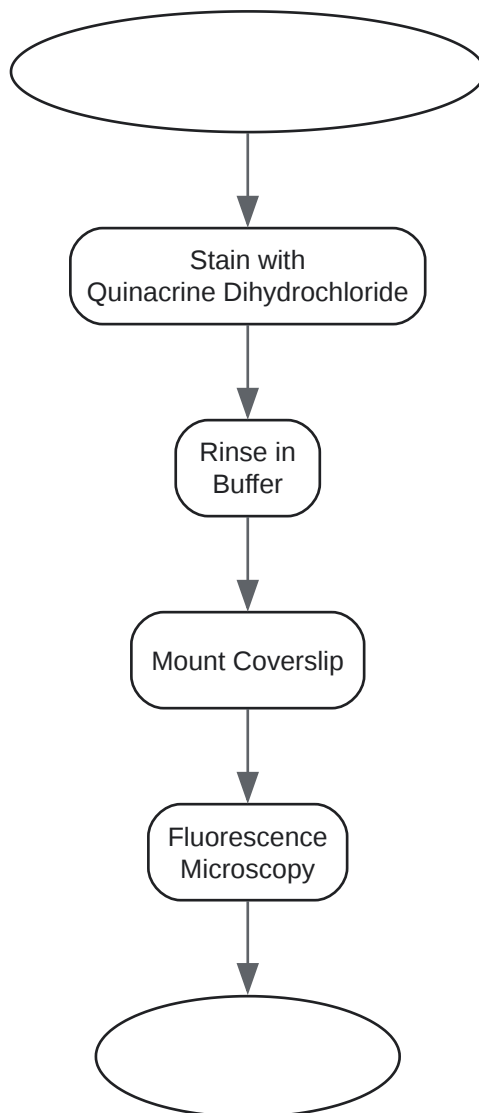 Stain with
Quinacrine Dihydrochloride
Rinse in
Buffer
Mount Coverslip
Fluorescence
Microscopy